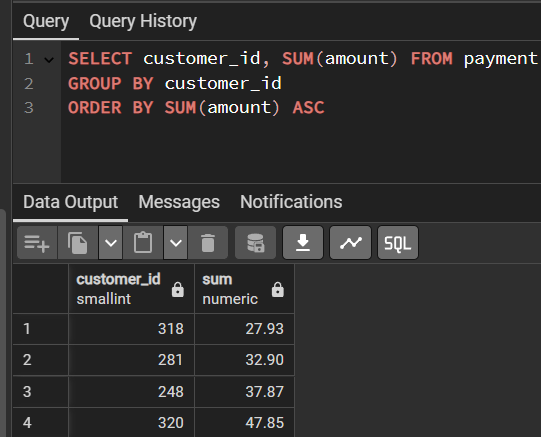 Query Query History
1 SELECT customer_id, SUM(amount) FROM payment
2 GROUP BY customer_id
3 ORDER BY SUM(amount) ASC
Data Output Messages Notifications
SQL
customer_id sum
smallint numeric
1 318 27.93
2 281 32.90
3 248 37.87
4 320 47.85